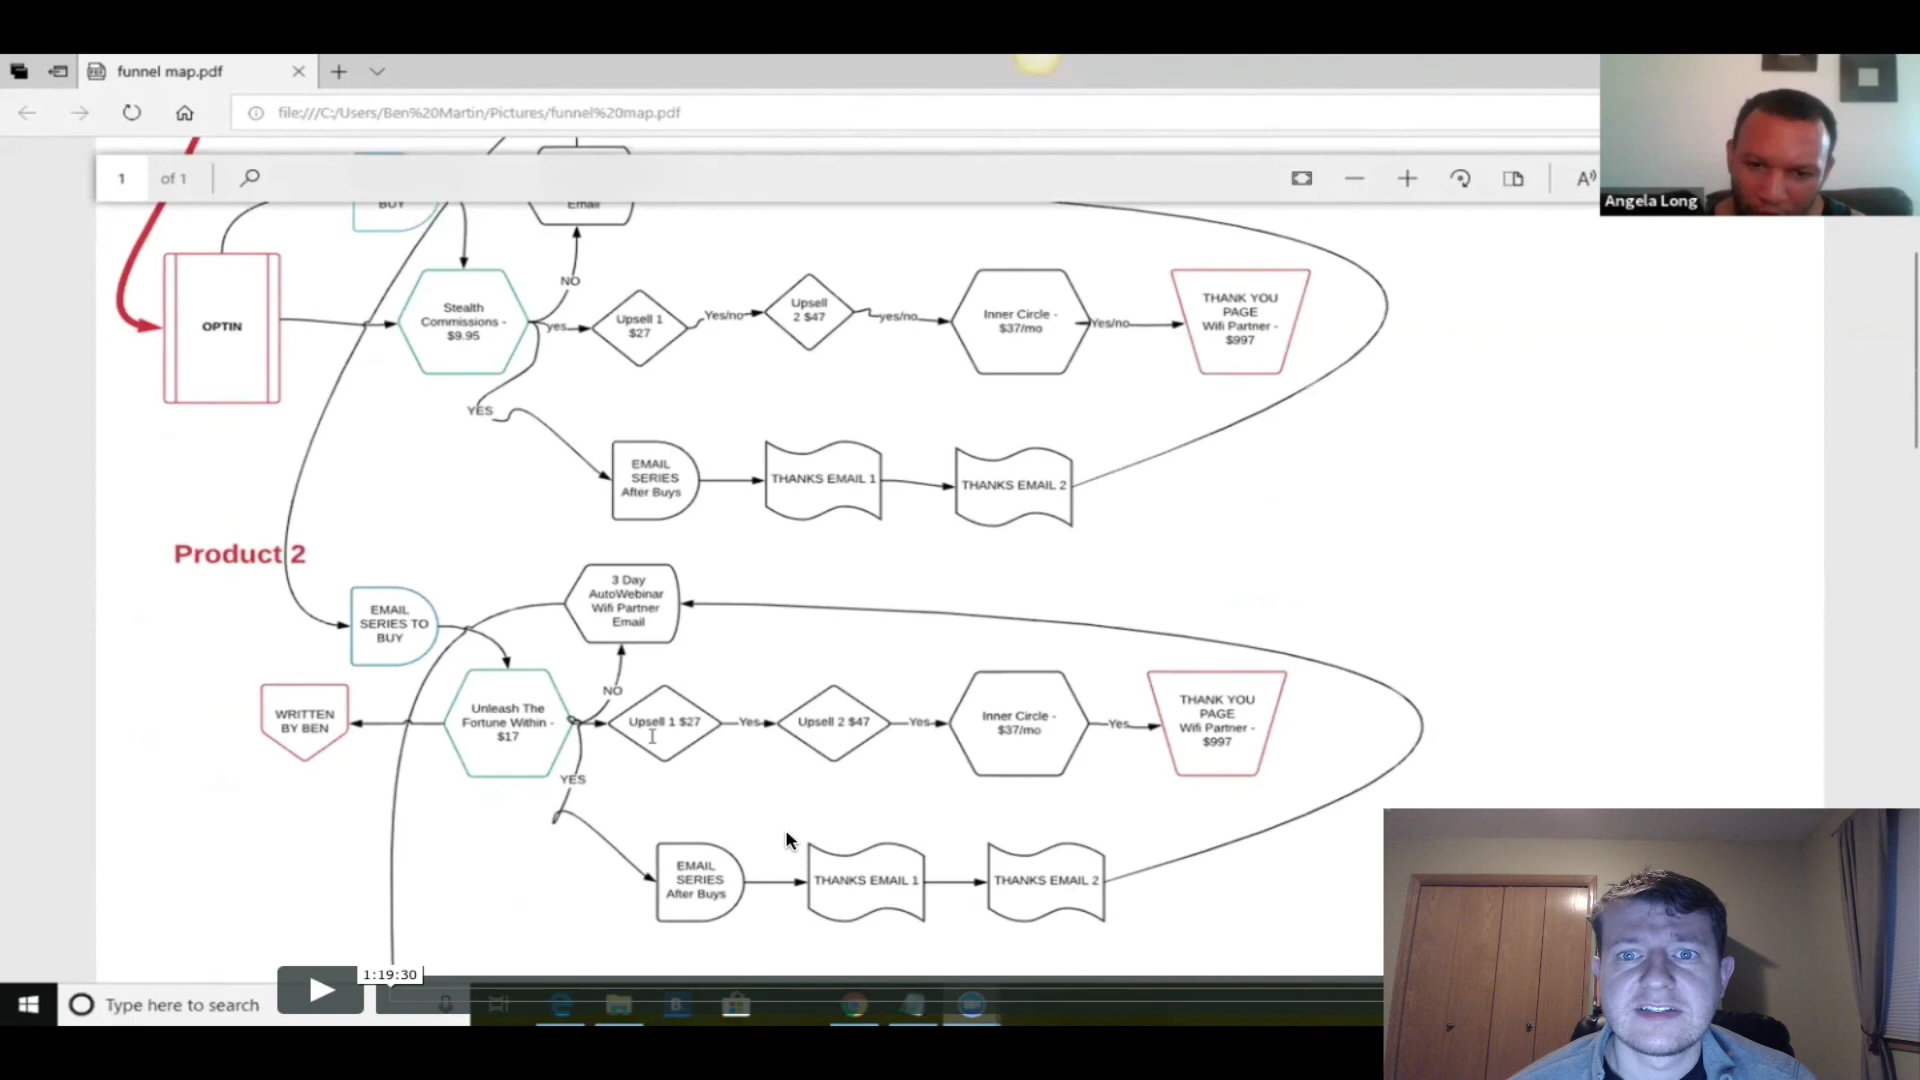 funnel map.pdf
file:///C:/Users/Ben%20Martin/Pictures/funnel%20map.pdf
1 of 1
A
Angela Long
BUY
Email
OPTIN
Stealth
Commissions -
$9.95
NO
yes
Upsell 1
$27
Yes/no
Upsell
2 $47
yes/no
Inner Circle -
$37/mo
Yes/no
THANK YOU
PAGE
Wifi Partner -
$997
YES
EMAIL
SERIES
After Buys
THANKS EMAIL 1
THANKS EMAIL 2
Product 2
EMAIL
SERIES TO
BUY
3 Day
AutoWebinar
Wifi Partner
Email
WRITTEN
BY BEN
Unleash The
Fortune Within -
$17
NO
Upsell 1 $27
Yes
Upsell 2 $47
Yes
Inner Circle -
$37/mo
Yes
THANK YOU
PAGE
Wifi Partner -
$997
YES
EMAIL
SERIES
After Buys
THANKS EMAIL 1
THANKS EMAIL 2
1:19:30
Type here to search